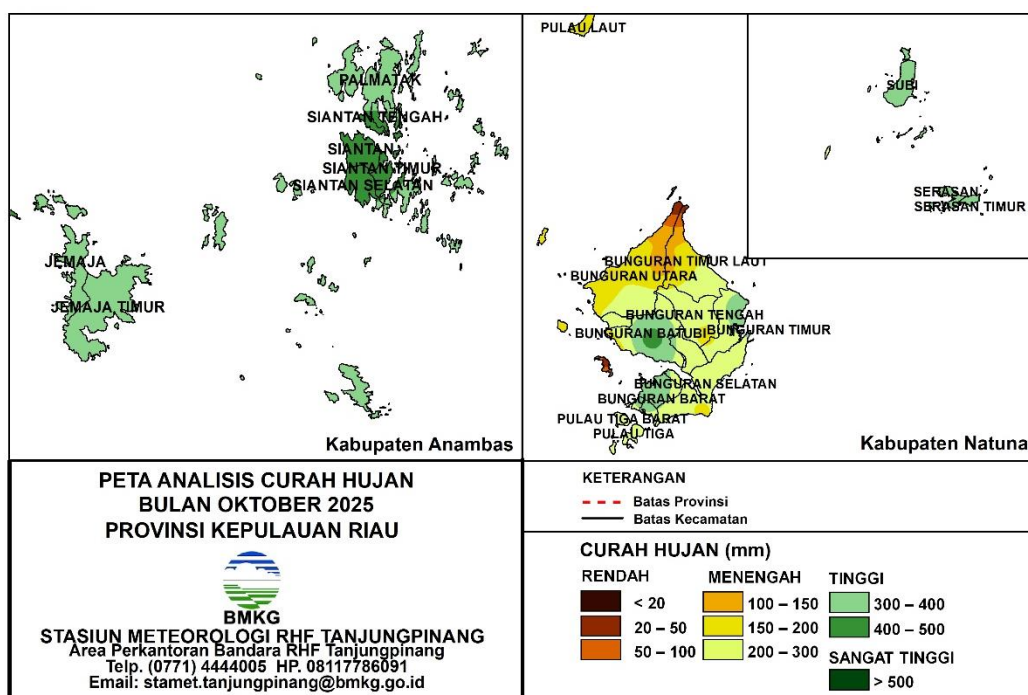 PALMATAK
SIANTAN TENGAH
SIANTAN
SIANTAN TIMUR
SIANTAN SELATAN
JEMAJA
JEMAJA TIMUR
Kabupaten Anambas
PULAU LAUT
SUBI
SERASAN
SERASAN TIMUR
BUNGURAN TIMUR LAUT
BUNGURAN UTARA
BUNGURAN TENGAH
BUNGURAN BATUBI
BUNGURAN TIMUR
BUNGURAN SELATAN
BUNGURAN BARAT
PULAU TIGA BARAT
PULAU TIGA
Kabupaten Natuna
PETA ANALISIS CURAH HUJAN
BULAN OKTOBER 2025
PROVINSI KEPULAUAN RIAU
BMKG
STASIUN METEOROLOGI RHF TANJUNGPINANG
Area Perkantoran Bandara RHF Tanjungpinang
Telp. (0771) 4444005 HP. 08117786091
Email: stamet.tanjungpinang@bmkg.go.id
KETERANGAN
Batas Provinsi
Batas Kecamatan
CURAH HUJAN (mm)
RENDAH
< 20
20 – 50
50 – 100
MENENGAH
100 – 150
150 – 200
200 – 300
TINGGI
300 – 400
400 – 500
SANGAT TINGGI
> 500